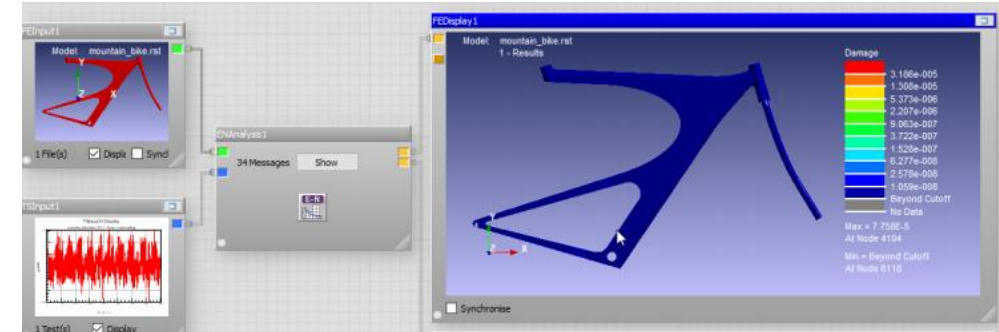 FEInput1
Model: mountain_bike.rst
Y
Z
X
1 File(s)
Displa
Syncl
TSInput1
1 Test(s)
Display
ENAnalysis1
34 Messages
Show
E-N
FEDisplay1
Model: mountain_bike.rst
1 - Results
Y
Z
X
Damage
3.186e-005
1.308e-005
5.373e-006
2.207e-006
9.063e-007
3.722e-007
1.528e-007
6.277e-008
2.578e-008
1.059e-008
Beyond Cutoff
No Data
Max = 7.758E-5
At Node 4104
Min = Beyond Cutoff
At Node 6116
Synchronise